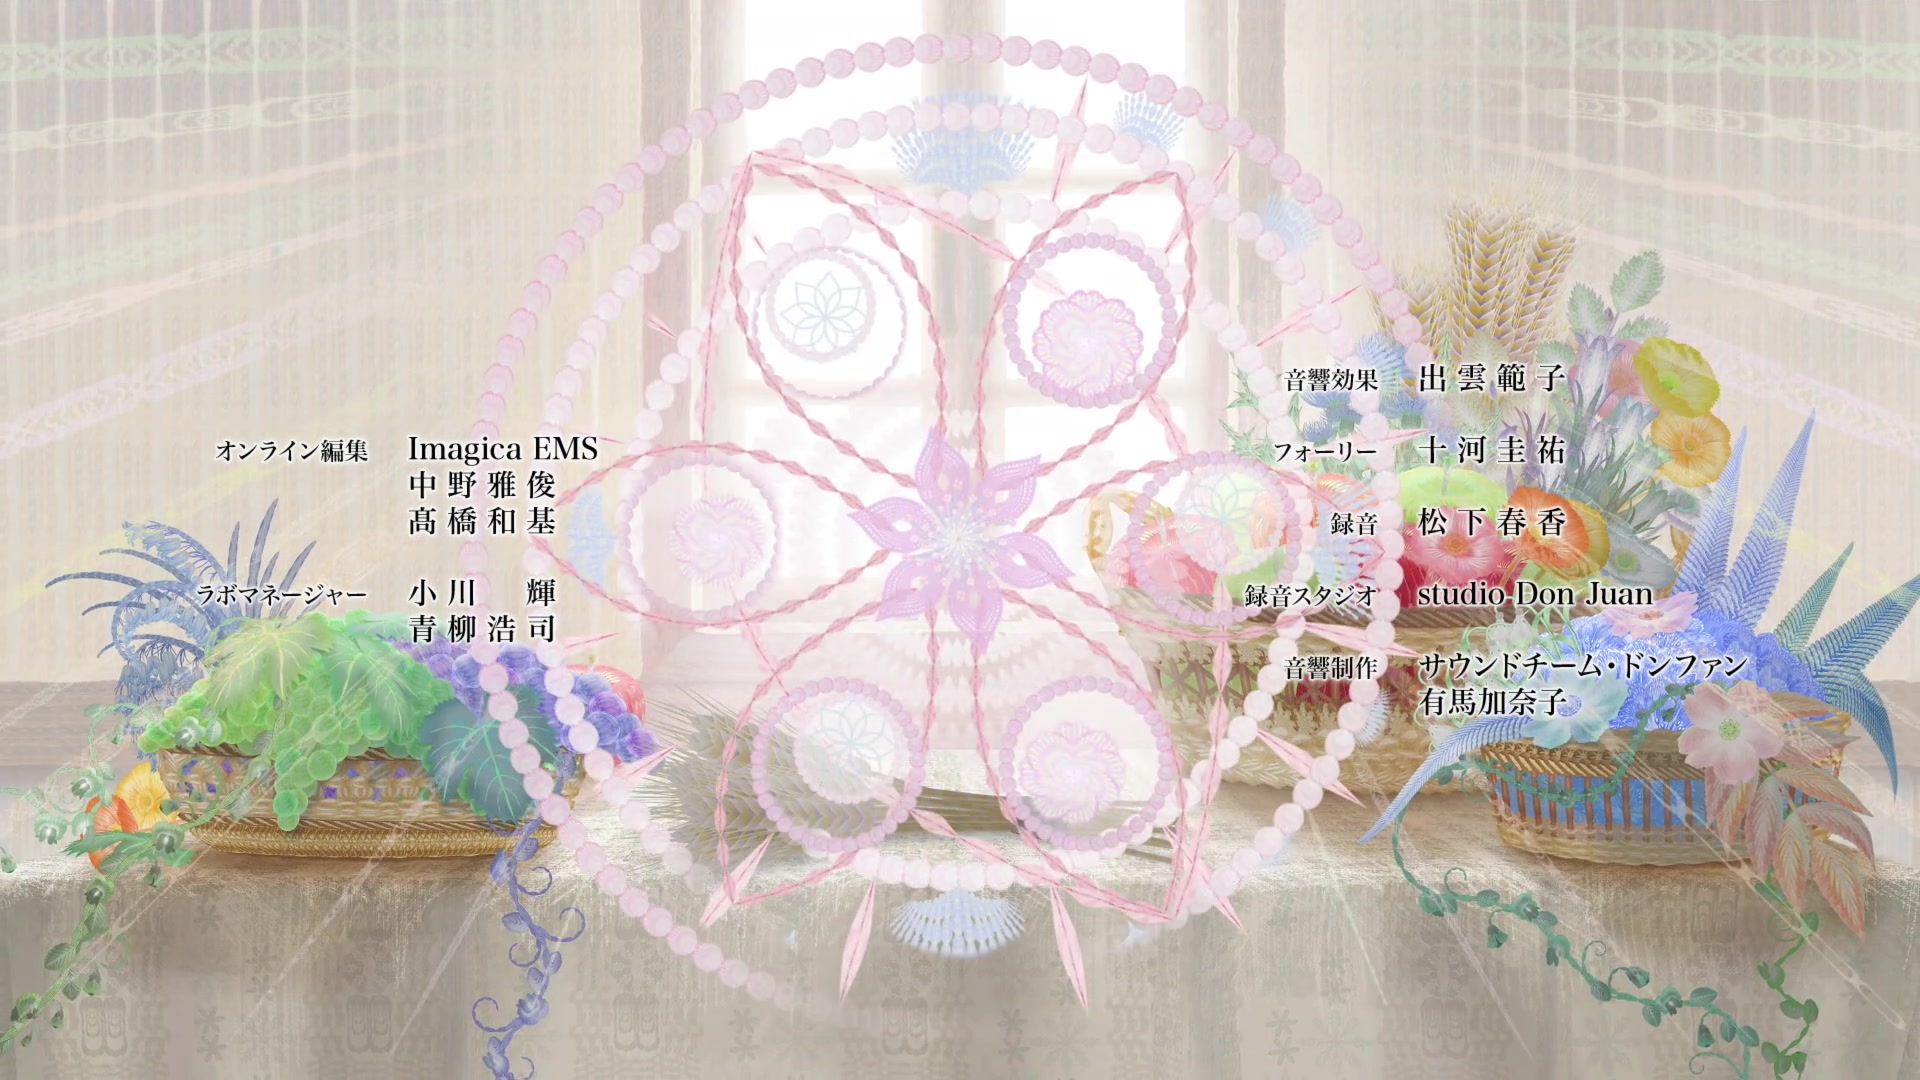 オンライン編集 Imagica EMS
中野雅俊
髙橋和基
ラボマネージャー 小川 輝
青柳浩司
音響効果 出雲範子
フォーリー 十河圭祐
録音 松下春香
録音スタジオ studio Don Juan
音響制作 サウンドチーム・ドンファン
有馬加奈子